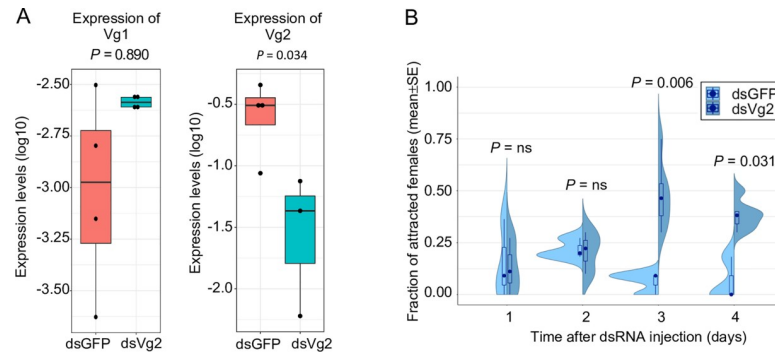 A
Expression of
Vg1
P = 0.890
Expression levels (log10)
-2.50
-2.75
-3.00
-3.25
-3.50
dsGFP dsVg2
Expression of
Vg2
P = 0.034
Expression levels (log10)
-0.5
-1.0
-1.5
-2.0
dsGFP dsVg2
B
Fraction of attracted females (mean±SE)
1.00
0.75
0.50
0.25
0.00
P = ns
P = ns
P = 0.006
P = 0.031
dsGFP
dsVg2
1 2 3 4
Time after dsRNA injection (days)